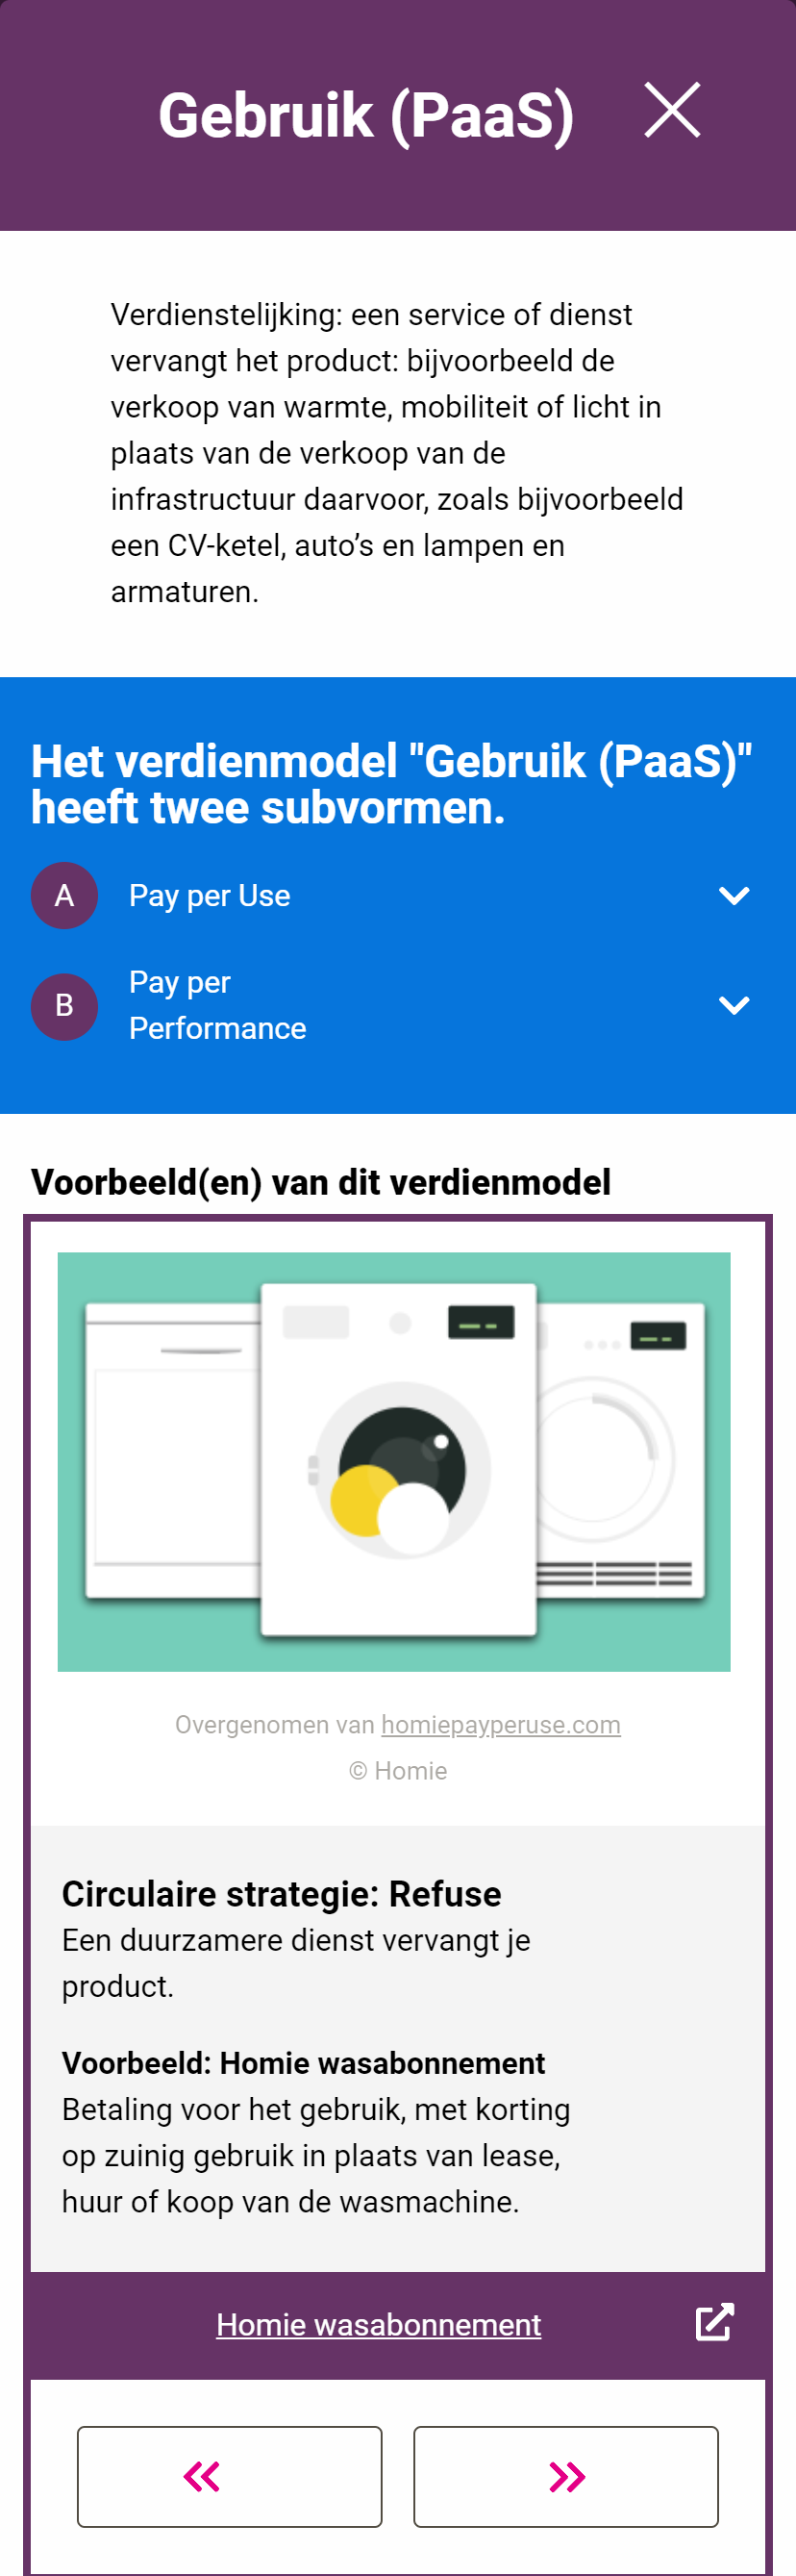 Gebruik (PaaS)
Verdienstelijking: een service of dienst
vervangt het product: bijvoorbeeld de
verkoop van warmte, mobiliteit of licht in
plaats van de verkoop van de
infrastructuur daarvoor, zoals bijvoorbeeld
een CV-ketel, auto’s en lampen en
armaturen.
Het verdienmodel "Gebruik (PaaS)"
heeft twee subvormen.
A Pay per Use
B Pay per
Performance
Voorbeeld(en) van dit verdienmodel
Overgenomen van homiepayperuse.com
© Homie
Circulaire strategie: Refuse
Een duurzamere dienst vervangt je
product.
Voorbeeld: Homie wasabonnement
Betaling voor het gebruik, met korting
op zuinig gebruik in plaats van lease,
huur of koop van de wasmachine.
Homie wasabonnement